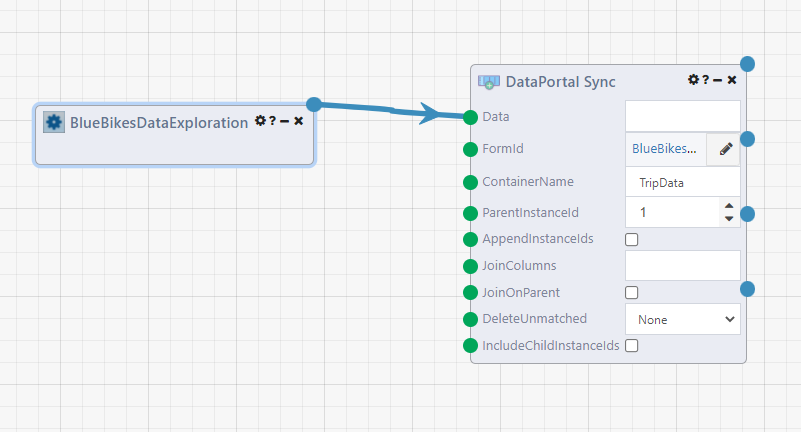 BlueBikesDataExploration ? 
DataPortal Sync ?
Data
FormId BlueBikes...
ContainerName TripData
ParentInstanceId 1
AppendInstanceIds
JoinColumns
JoinOnParent
DeleteUnmatched None
IncludeChildInstanceIds